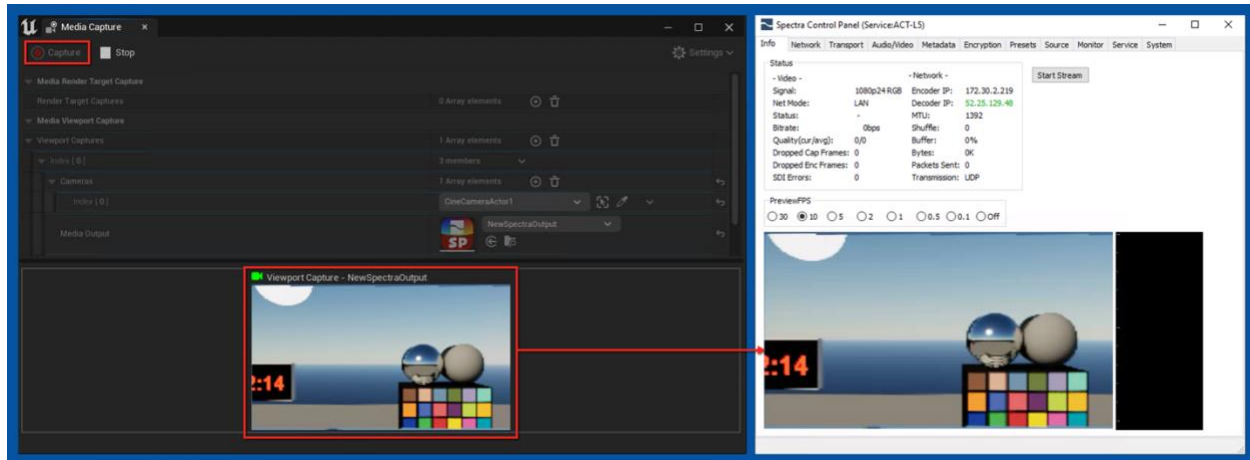 Media Capture
Capture
Stop
Settings
Media Render Target Capture
Render Target Captures
0 Array elements
Media Viewport Capture
Viewport Captures
1 Array elements
Index [ 0 ]
3 members
Cameras
1 Array elements
Index [ 0 ]
CineCameraActor1
Media Output
SP
NewSpectraOutput
Viewport Capture - NewSpectraOutput
2:14
Spectra Control Panel (Service:ACT-L5)
Info Network Transport Audio/Video Metadata Encryption Presets Source Monitor Service System
Status
- Video -
Signal: 1080p24 RGB
Net Mode: LAN
Status: -
Bitrate: 0bps
Quality(cur/avg): 0/0
Dropped Cap Frames: 0
Dropped Enc Frames: 0
SDI Errors: 0
- Network -
Encoder IP: 172.30.2.219
Decoder IP: 52.25.129.48
MTU: 1392
Shuffle: 0
Buffer: 0%
Bytes: 0K
Packets Sent: 0
Transmission: UDP
Start Stream
PreviewFPS
30 10 5 2 1 0.5 0.1 Off
2:14